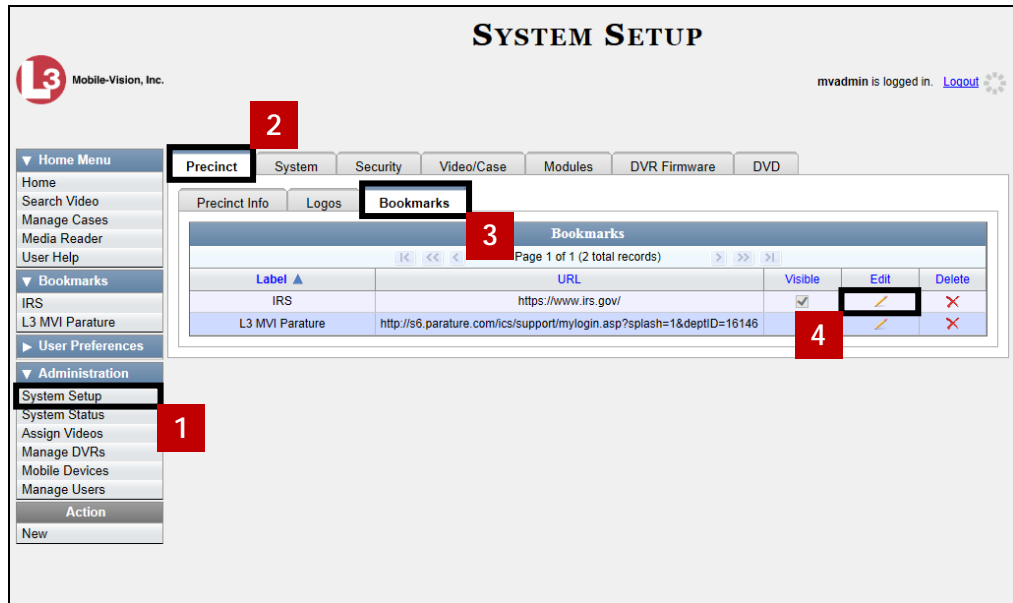 SYSTEM SETUP
L3 Mobile-Vision, Inc.
mvadmin is logged in. Logout
2
▼ Home Menu
Home
Search Video
Manage Cases
Media Reader
User Help
▼ Bookmarks
IRS
L3 MVI Parature
▶ User Preferences
▼ Administration
System Setup
System Status
Assign Videos
Manage DVRs
Mobile Devices
Manage Users
Action
New
1
Precinct System Security Video/Case Modules DVR Firmware DVD
Precinct Info Logos Bookmarks
3
Bookmarks
|< << < Page 1 of 1 (2 total records) > >> >|
Label ▲ URL Visible Edit Delete
IRS https://www.irs.gov/
L3 MVI Parature http://s6.parature.com/ics/support/mylogin.asp?splash=1&deptID=16146
4